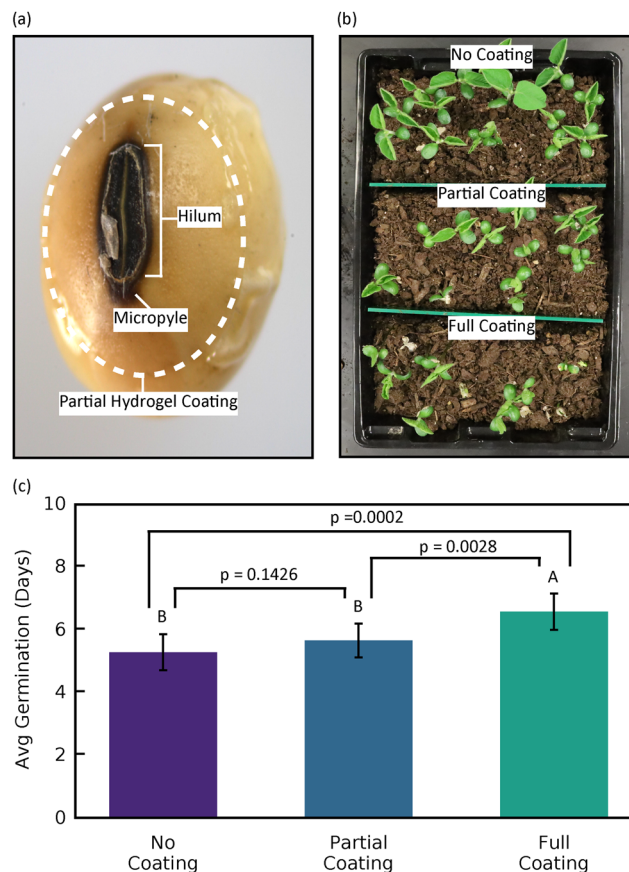 (a)
Hilum
Micropyle
Partial Hydrogel Coating
(b)
No Coating
Partial Coating
Full Coating
(c)
10
8
6
4
2
0
Avg Germination (Days)
p =0.0002
p = 0.1426
p = 0.0028
B
B
A
No
Coating
Partial
Coating
Full
Coating